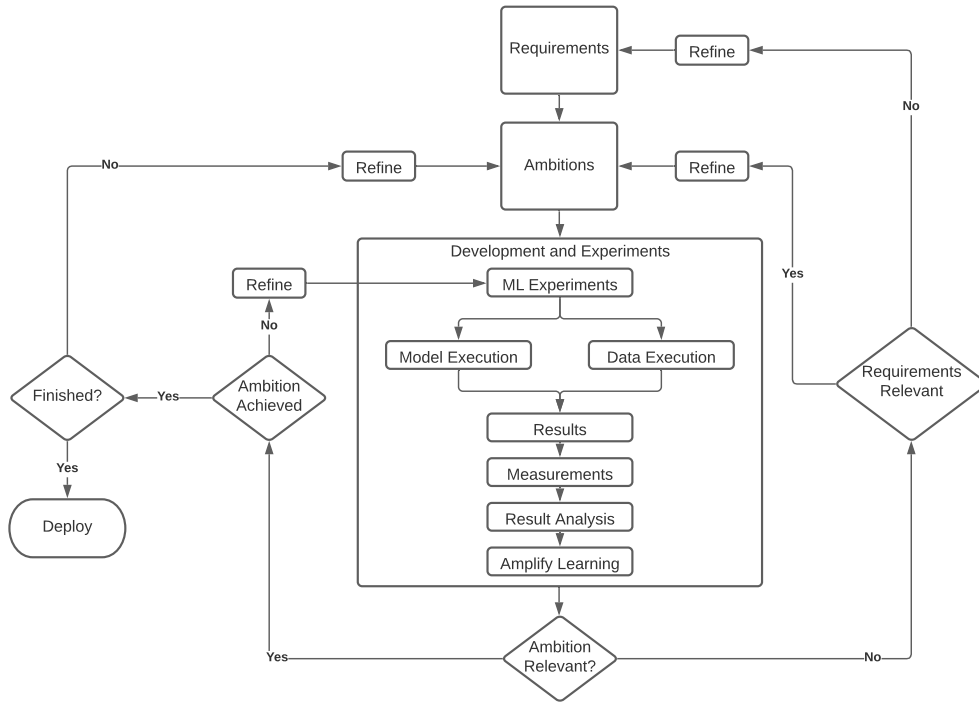 Requirements
Refine
No
No
Refine
Ambitions
Refine
Development and Experiments
Yes
Refine
ML Experiments
No
Model Execution
Data Execution
Requirements
Relevant
Finished?
Yes
Ambition
Achieved
Results
Yes
Measurements
Deploy
Result Analysis
Amplify Learning
Ambition
Relevant?
Yes
No